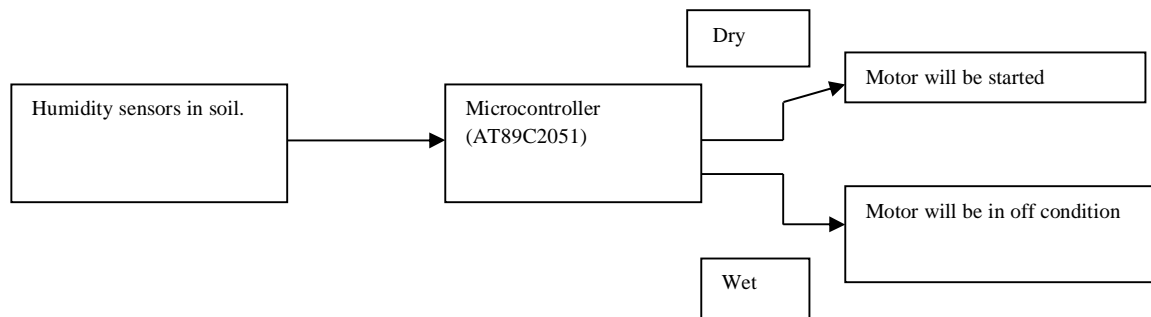 Dry
Motor will be started
Humidity sensors in soil.
Microcontroller
(AT89C2051)
Motor will be in off condition
Wet